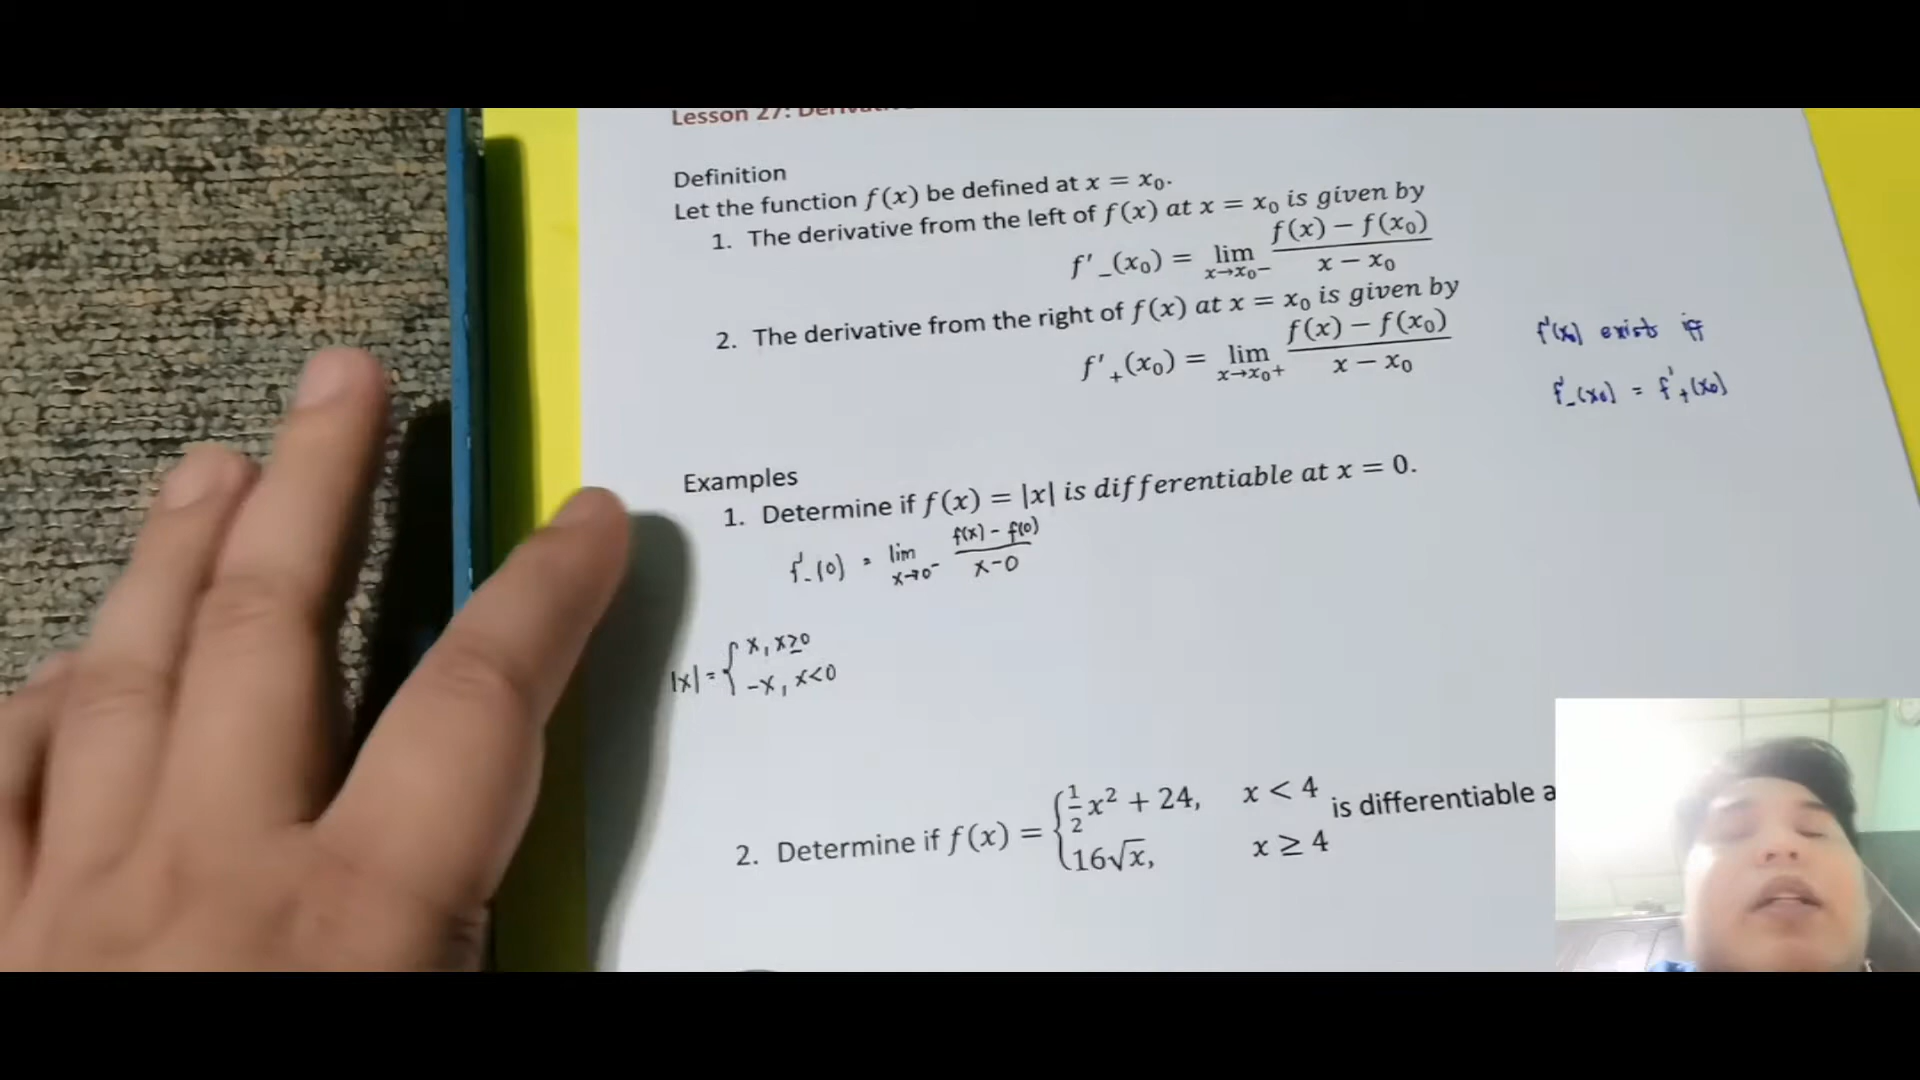 Lesson 27:
Definition
Let the function f(x) be defined at x = x₀.
1. The derivative from the left of f(x) at x = x₀ is given by
f'₋(x₀) = lim x→x₀− (f(x) − f(x₀)) / (x − x₀)
2. The derivative from the right of f(x) at x = x₀ is given by
f'₊(x₀) = lim x→x₀+ (f(x) − f(x₀)) / (x − x₀)
f'(x₀) exists iff
f'₋(x₀) = f'₊(x₀)
Examples
1. Determine if f(x) = |x| is differentiable at x = 0.
f'₋(0) = lim x→0⁻ (f(x) − f(0)) / (x−0)
|x| = { x, x≥0
−x, x<0
2. Determine if f(x) = { ½x² + 24, x < 4
16√x, x ≥ 4
is differentiable a